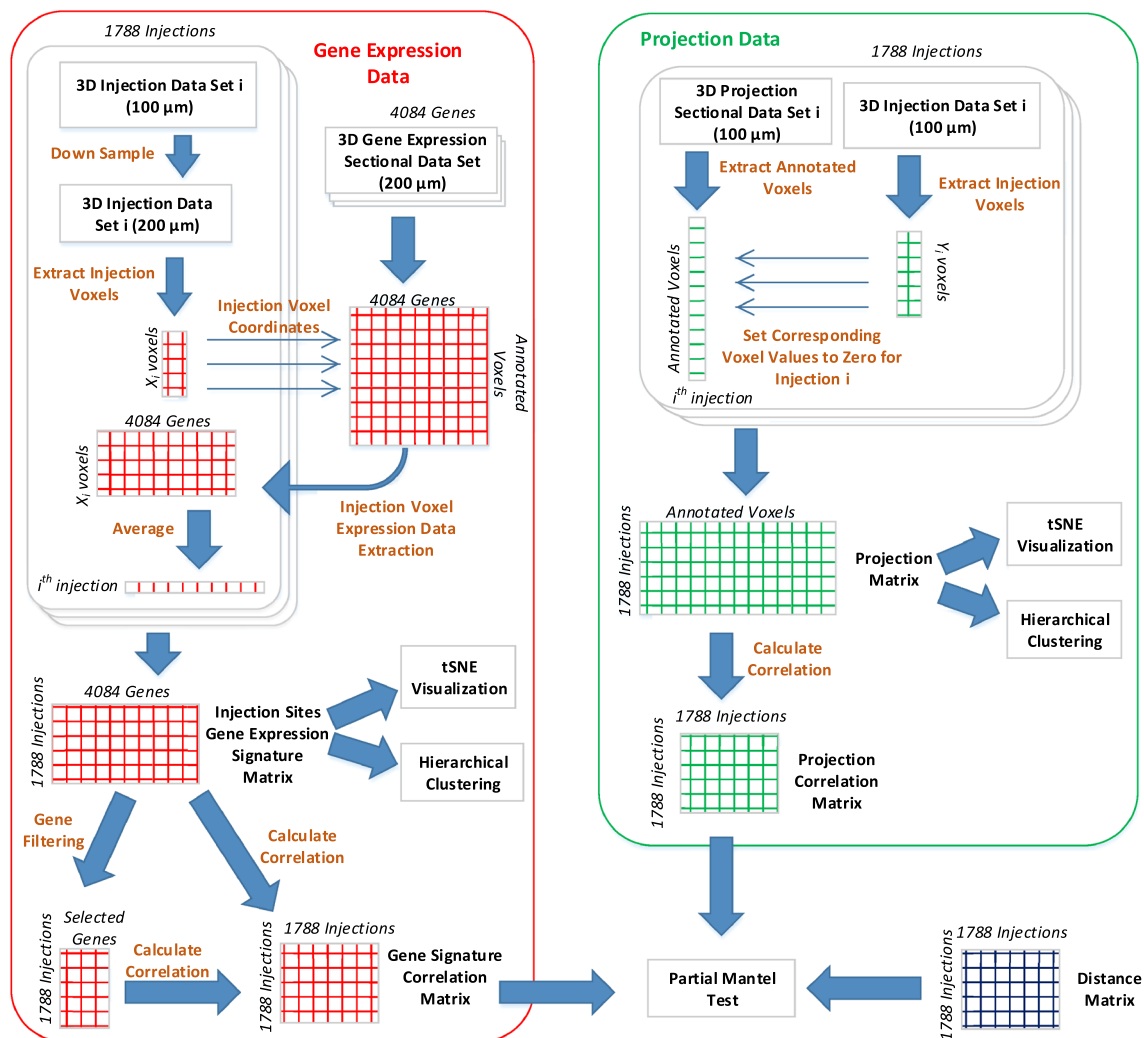 1788 Injections
Gene Expression
Data
3D Injection Data Set i
(100 µm)
Down Sample
3D Injection Data
Set i (200 µm)
4084 Genes
3D Gene Expression
Sectional Data Set
(200 µm)
Extract Injection
Voxels
Injection Voxel
Coordinates
Xi voxels
4084 Genes
Annotated
Voxels
4084 Genes
Xi voxels
Injection Voxel
Expression Data
Extraction
Average
ith injection
4084 Genes
1788 Injections
Injection Sites
Gene Expression
Signature
Matrix
tSNE
Visualization
Hierarchical
Clustering
Gene
Filtering
Calculate
Correlation
Selected
Genes
1788 Injections
Calculate
Correlation
1788 Injections
1788 Injections
Gene Signature
Correlation
Matrix
Projection Data
1788 Injections
3D Projection
Sectional Data Set i
(100 µm)
3D Injection Data Set i
(100 µm)
Extract Annotated
Voxels
Extract Injection
Voxels
Annotated Voxels
Yi voxels
Set Corresponding
Voxel Values to Zero for
Injection i
ith injection
Annotated Voxels
1788 Injections
Projection
Matrix
tSNE
Visualization
Hierarchical
Clustering
Calculate
Correlation
1788 Injections
1788 Injections
Projection
Correlation
Matrix
Partial Mantel
Test
1788 Injections
1788 Injections
Distance
Matrix